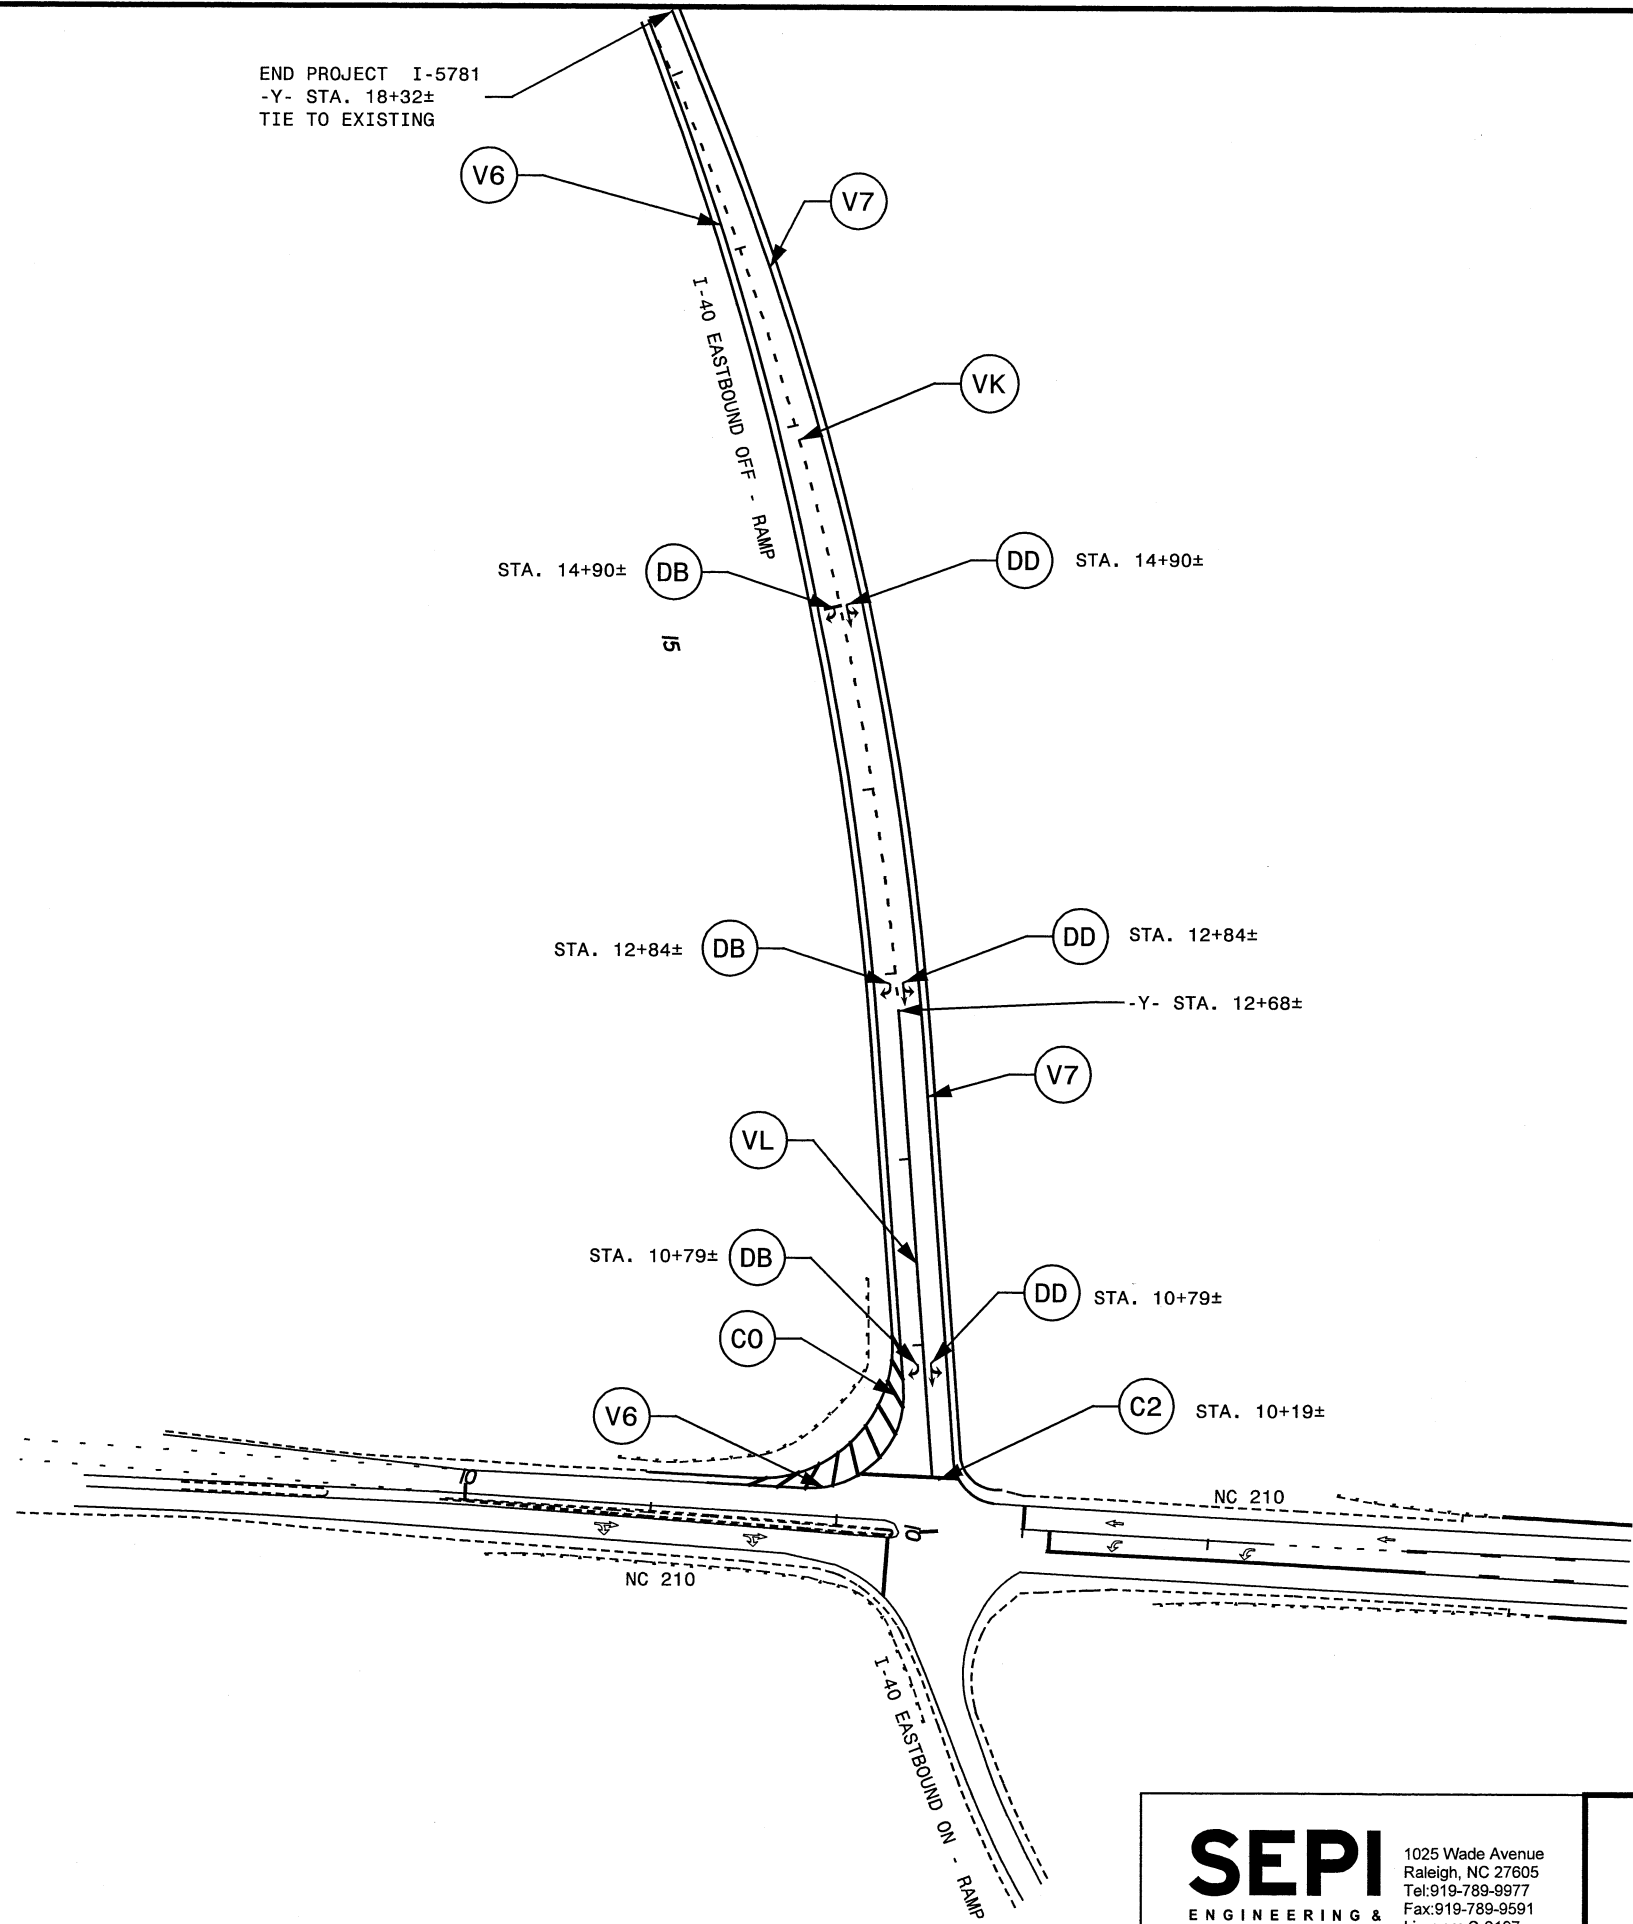 END PROJECT I-5781
-Y- STA. 18+32±
TIE TO EXISTING
V6
V7
I-40 EASTBOUND OFF - RAMP
VK
STA. 14+90±
DB
DD
STA. 14+90±
15
STA. 12+84±
DB
DD
STA. 12+84±
-Y- STA. 12+68±
V7
VL
STA. 10+79±
DB
DD
STA. 10+79±
CO
V6
C2
STA. 10+19±
10
NC 210
10
NC 210
I-40 EASTBOUND ON - RAMP
SEPI
ENGINEERING &
1025 Wade Avenue
Raleigh, NC 27605
Tel:919-789-9977
Fax:919-789-9591